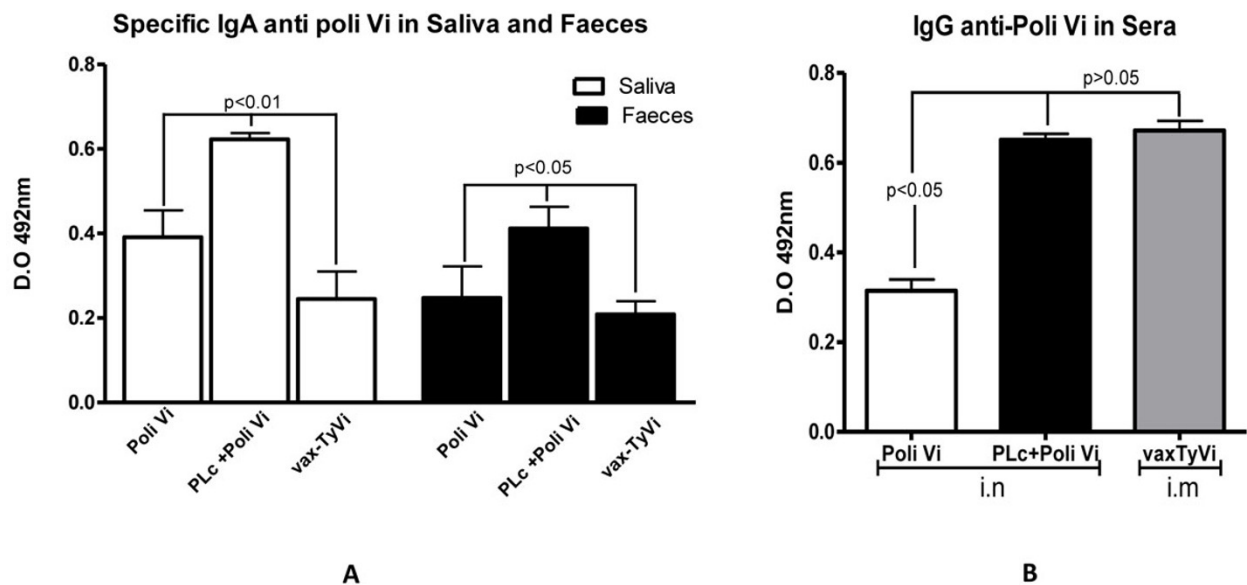 Specific IgA anti poli Vi in Saliva and Faeces
D.O 492nm
0.8
0.6
0.4
0.2
0.0
p<0.01
p<0.05
Saliva
Faeces
Poli Vi
PLc +Poli Vi
vax-TyVi
Poli Vi
PLc +Poli Vi
vax-TyVi
A
IgG anti-Poli Vi in Sera
D.O 492nm
0.8
0.6
0.4
0.2
0.0
p>0.05
p<0.05
Poli Vi
PLc+Poli Vi
vaxTyVi
i.n
i.m
B